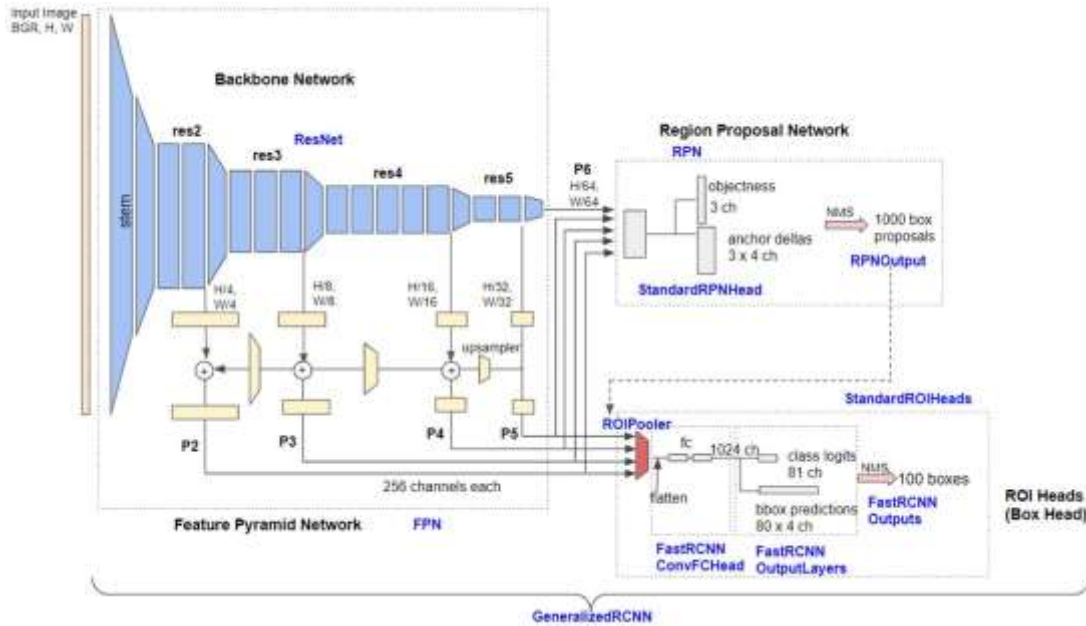 Input Image
BGR, H, W
Backbone Network
stem
res2
ResNet
res3
res4
res5
P6
H/64,
W/64
Region Proposal Network
RPN
objectness
3 ch
anchor deltas
3 x 4 ch
NMS
1000 box
proposals
RPNOutput
StandardRPNHead
H/4,
W/4
H/8,
W/8
H/16,
W/16
H/32,
W/32
upsampler
P2
P3
P4
P5
256 channels each
Feature Pyramid Network
FPN
StandardROIHeads
ROIPooler
fc
1024 ch
flatten
class logits
81 ch
bbox predictions
80 x 4 ch
NMS
100 boxes
FastRCNN
Outputs
FastRCNN
ConvFCHead
FastRCNN
OutputLayers
ROI Heads
(Box Head)
GeneralizedRCNN